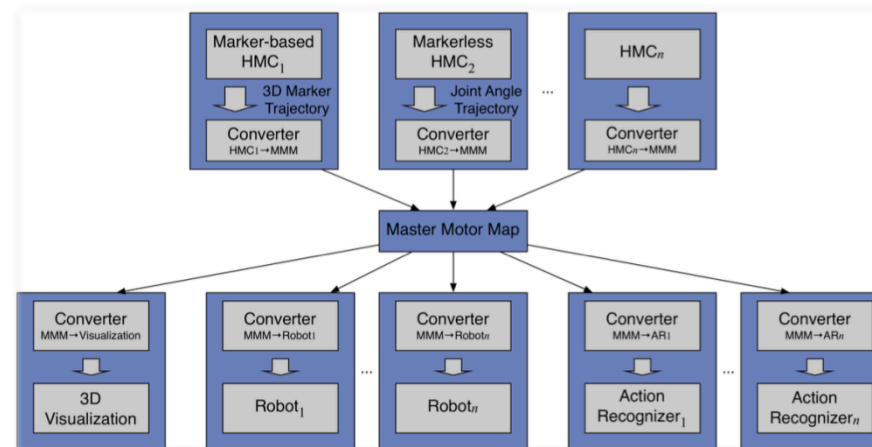 Marker-based
HMC₁
3D Marker
Trajectory
Converter
HMC₁→MMM
Markerless
HMC₂
Joint Angle
Trajectory
Converter
HMC₂→MMM
...
HMCₙ
Converter
HMCₙ→MMM
Master Motor Map
Converter
MMM→Visualization
3D
Visualization
Converter
MMM→Robot₁
Robot₁
...
Converter
MMM→Robotₙ
Robotₙ
Converter
MMM→AR₁
Action
Recognizer₁
...
Converter
MMM→ARₙ
Action
Recognizerₙ